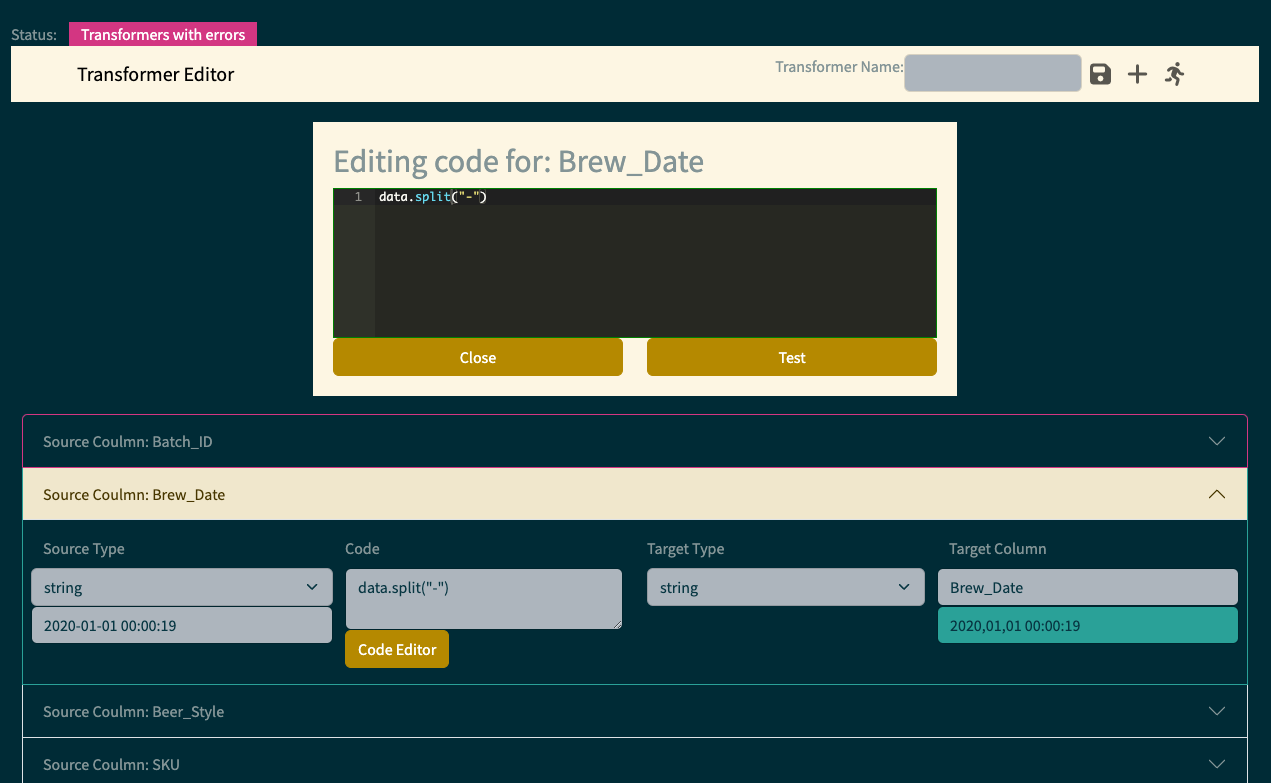 Status: Transformers with errors
Transformer Editor Transformer Name:
Editing code for: Brew_Date
1 data.split("-")
Close Test
Source Coulmn: Batch_ID
Source Coulmn: Brew_Date
Source Type Code Target Type Target Column
string data.split("-") string Brew_Date
2020-01-01 00:00:19 2020,01,01 00:00:19
Code Editor
Source Coulmn: Beer_Style
Source Coulmn: SKU